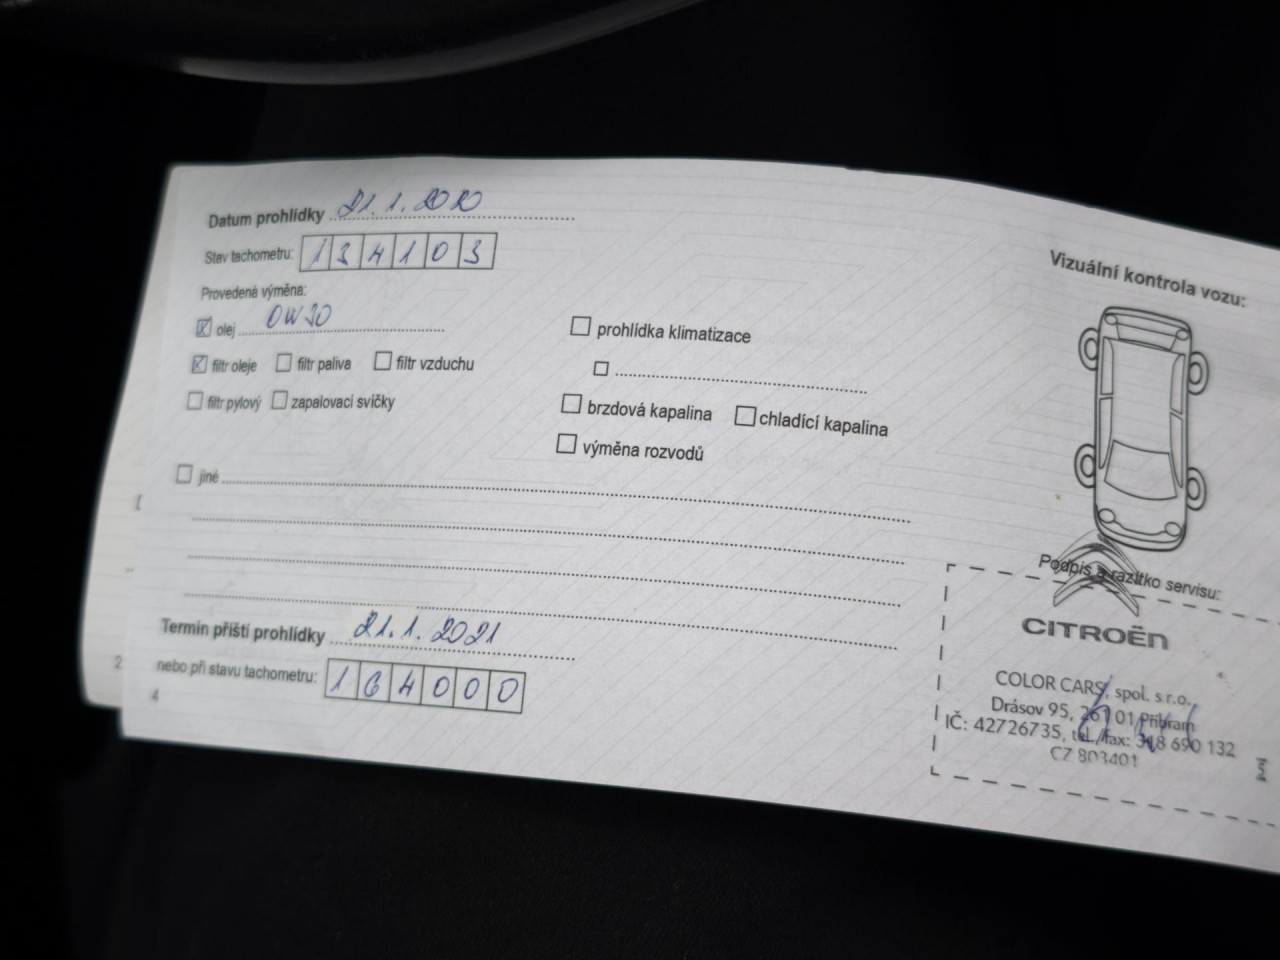 Datum prohlídky 21.1.2020
Stav tachometru: 134103
Provedená výměna:
olej 0W30
filtr oleje filtr paliva filtr vzduchu
filtr pylový zapalovací svíčky
prohlídka klimatizace
brzdová kapalina chladící kapalina
výměna rozvodů
jiné
Termín příští prohlídky 21.1.2021
nebo při stavu tachometru: 164000
4
2
Vizuální kontrola vozu:
Podpis a razítko servisu:
CITROËN
COLOR CARS, spol. s r.o.
Drásov 95, 261 01 Příbram
IČ: 42726735, tel./fax: 318 690 132
CZ 803401